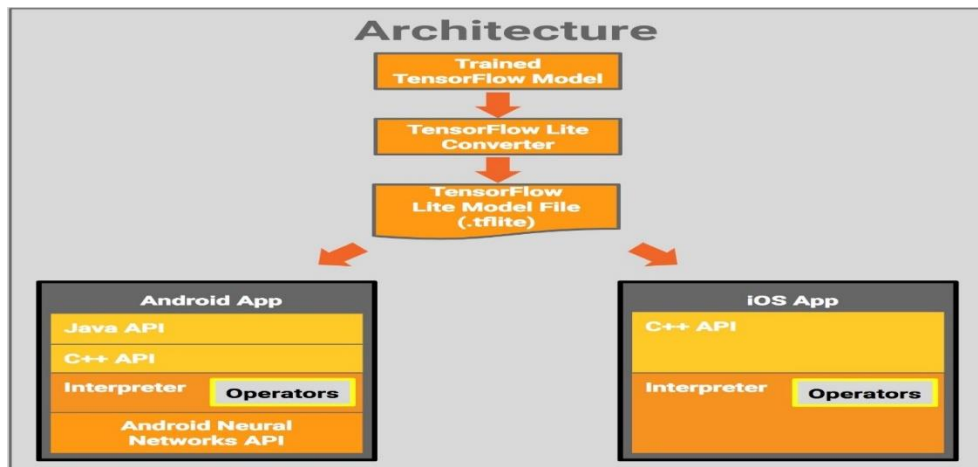 Architecture
Trained
TensorFlow Model
TensorFlow Lite
Converter
TensorFlow
Lite Model File
(.tflite)
Android App
Java API
C++ API
Interpreter
Operators
Android Neural
Networks API
iOS App
C++ API
Interpreter
Operators